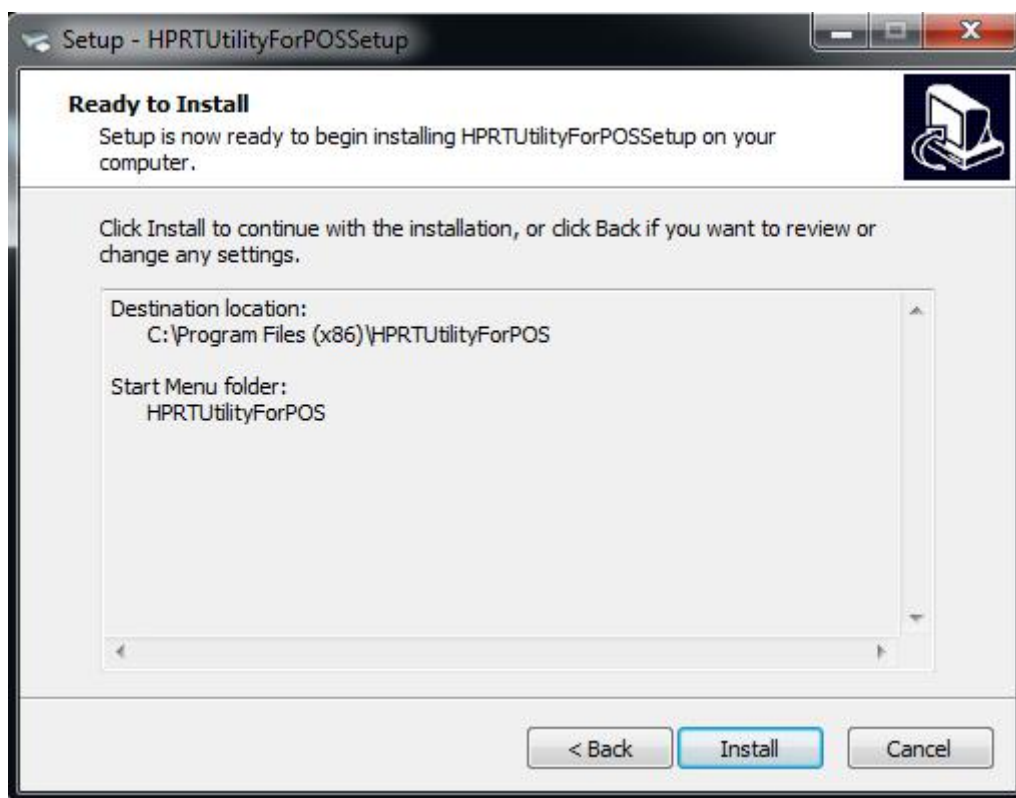 Setup - HPRTUtilityForPOSSetup
Ready to Install
Setup is now ready to begin installing HPRTUtilityForPOSSetup on your
computer.
Click Install to continue with the installation, or click Back if you want to review or
change any settings.
Destination location:
C:\Program Files (x86)\HPRTUtilityForPOS
Start Menu folder:
HPRTUtilityForPOS
< Back
Install
Cancel